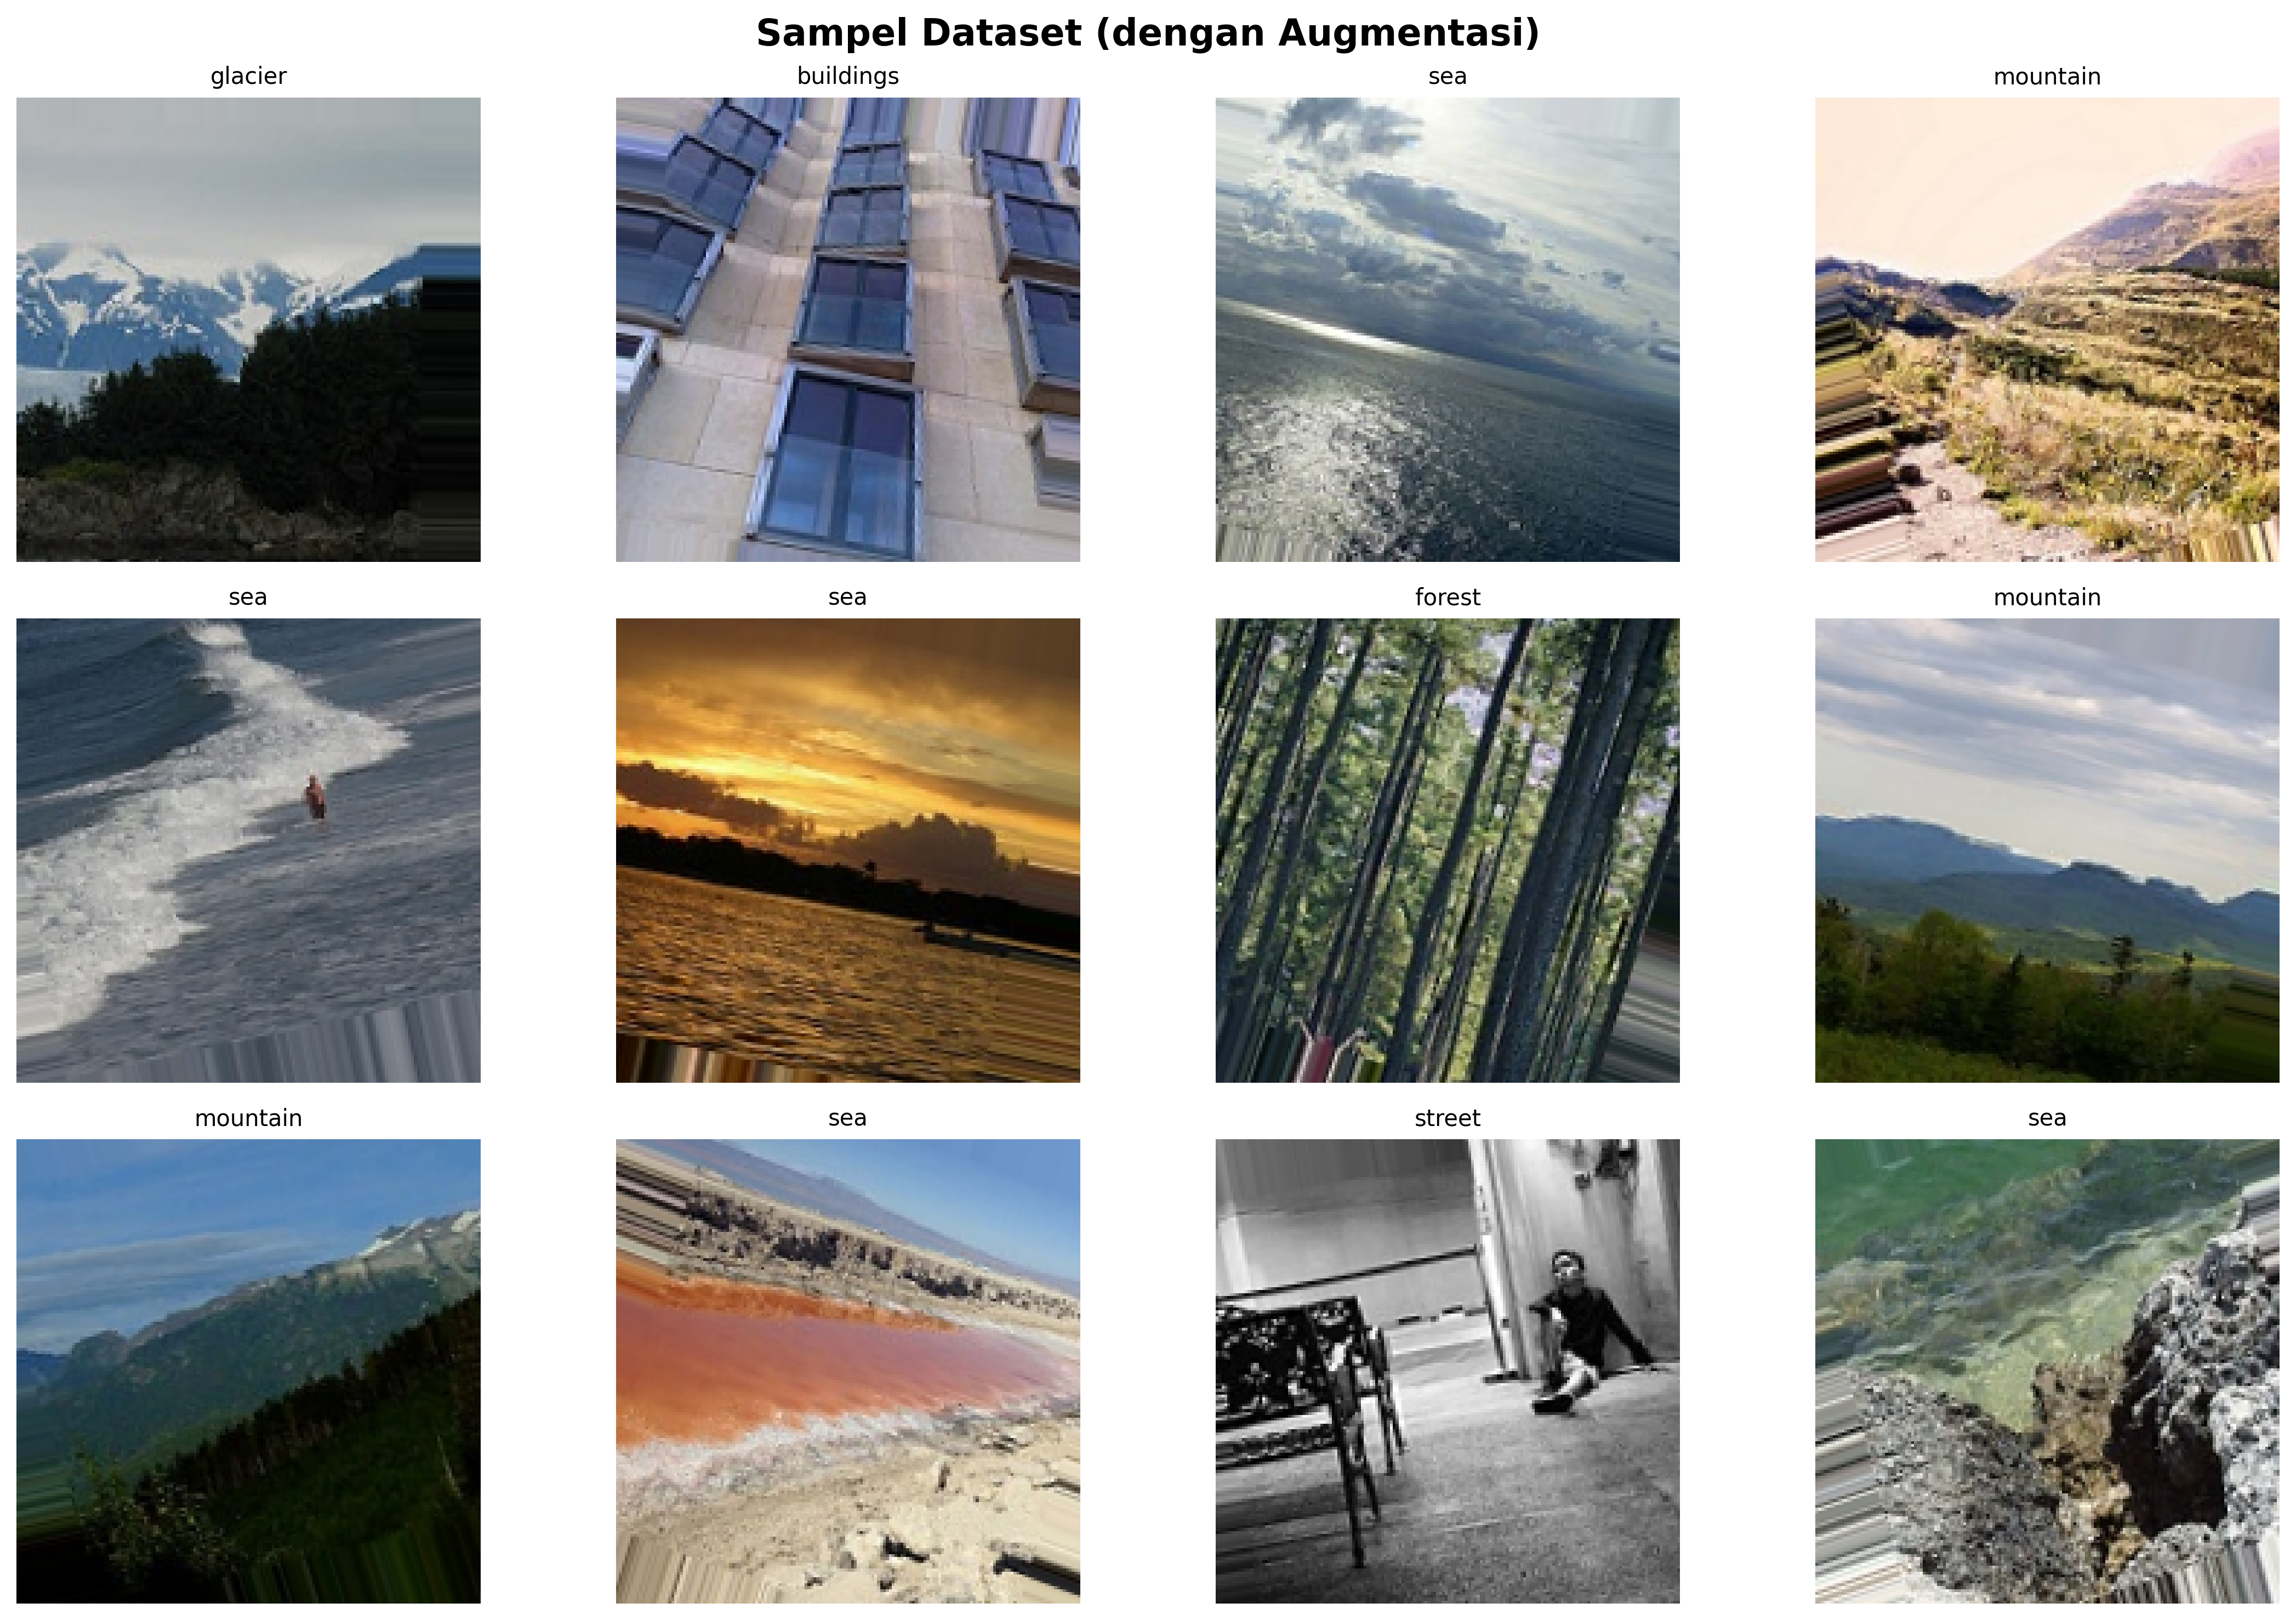 Sampel Dataset (dengan Augmentasi)
glacier
buildings
sea
mountain
sea
sea
forest
mountain
mountain
sea
street
sea